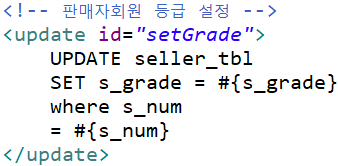 <!-- 판매자회원 등급 설정 -->
<update id="setGrade">
UPDATE seller_tbl
SET s_grade = #{s_grade}
where s_num
= #{s_num}
</update>